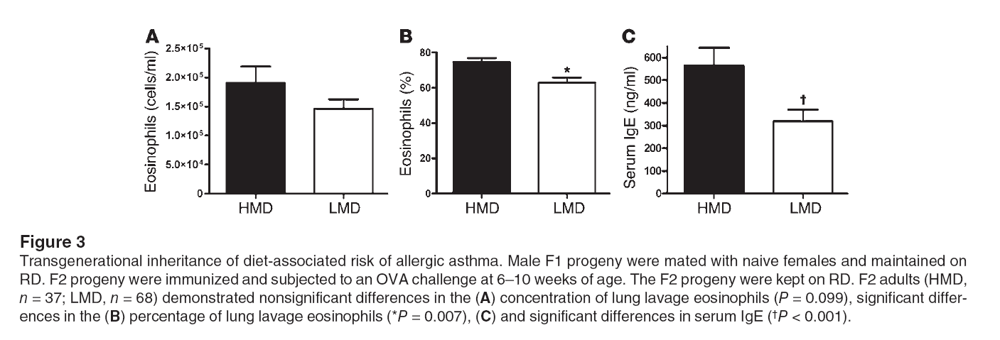 A
Eosinophils (cells/ml)
2.5×10⁵
2.0×10⁵
1.5×10⁵
1.0×10⁵
5.0×10⁴
0
HMD LMD
B
Eosinophils (%)
80
60
40
20
0
*
HMD LMD
C
Serum IgE (ng/ml)
600
500
400
300
200
100
0
†
HMD LMD
Figure 3
Transgenerational inheritance of diet-associated risk of allergic asthma. Male F1 progeny were mated with naive females and maintained on
RD. F2 progeny were immunized and subjected to an OVA challenge at 6–10 weeks of age. The F2 progeny were kept on RD. F2 adults (HMD,
n = 37; LMD, n = 68) demonstrated nonsignificant differences in the (A) concentration of lung lavage eosinophils (P = 0.099), significant differ-
ences in the (B) percentage of lung lavage eosinophils (*P = 0.007), (C) and significant differences in serum IgE (†P < 0.001).